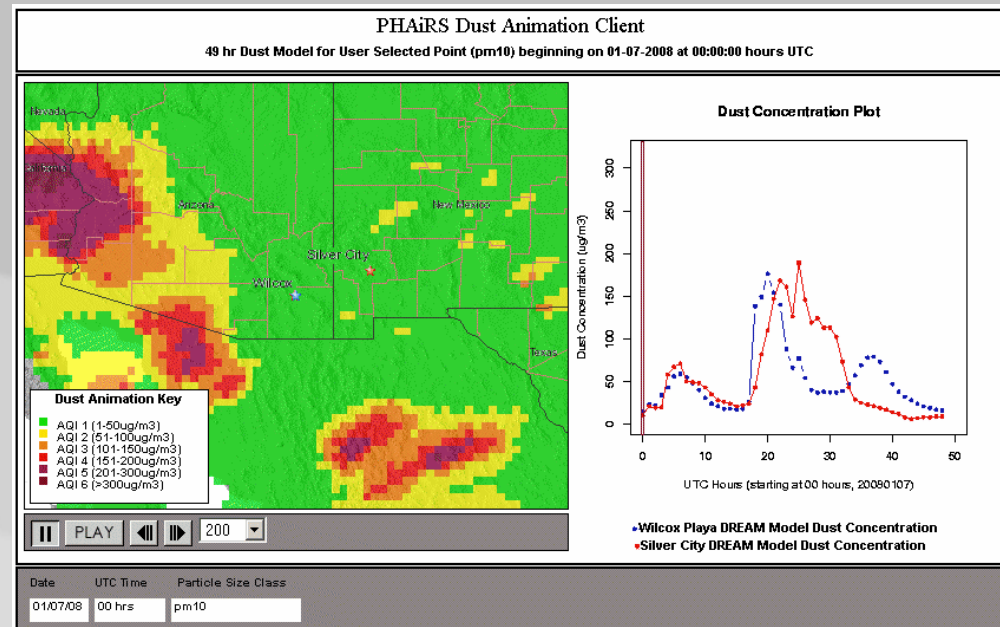 PHAiRS Dust Animation Client
49 hr Dust Model for User Selected Point (pm10) beginning on 01-07-2008 at 00:00:00 hours UTC
Nevada
Arizona
New Mexico
Silver City
Wilcox
Texas
Dust Animation Key
AQI 1 (1-50ug/m3)
AQI 2 (51-100ug/m3)
AQI 3 (101-150ug/m3)
AQI 4 (151-200ug/m3)
AQI 5 (201-300ug/m3)
AQI 6 (>300ug/m3)
PLAY
200
Dust Concentration Plot
Dust Concentration (ug/m3)
300
250
200
150
100
50
0
0 10 20 30 40 50
UTC Hours (starting at 00 hours, 20080107)
Wilcox Playa DREAM Model Dust Concentration
Silver City DREAM Model Dust Concentration
Date UTC Time Particle Size Class
01/07/08 00 hrs pm10